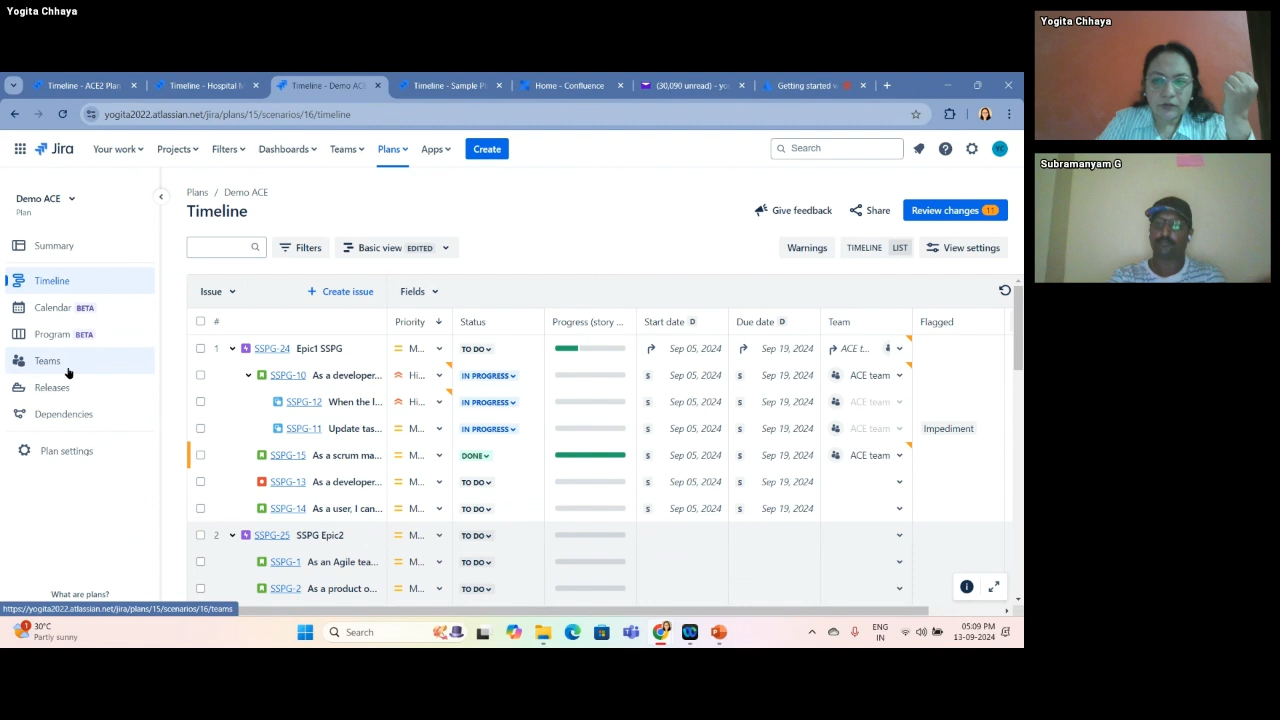 Yogita Chhaya
Yogita Chhaya
Subramanyam G
Timeline - ACE2 Plan
Timeline - Hospital M
Timeline - Demo ACE
Timeline - Sample P
Home - Confluence
(30,090 unread) - yo
Getting started w
yogita2022.atlassian.net/jira/plans/15/scenarios/16/timeline
Jira Your work Projects Filters Dashboards Teams Plans Apps Create Search YC
Demo ACE
Plan
Summary
Timeline
Calendar BETA
Program BETA
Teams
Releases
Dependencies
Plan settings
What are plans?
https://yogita2022.atlassian.net/jira/plans/15/scenarios/16/teams
Plans / Demo ACE
Timeline
Give feedback Share Review changes 11
Filters Basic view EDITED Warnings TIMELINE LIST View settings
Issue + Create issue Fields
# Priority Status Progress (story ... Start date D Due date D Team Flagged
1 SSPG-24 Epic1 SSPG M... TO DO Sep 05, 2024 Sep 19, 2024 ACE t...
SSPG-10 As a developer... Hi... IN PROGRESS S Sep 05, 2024 S Sep 19, 2024 ACE team
SSPG-12 When the l... Hi... IN PROGRESS S Sep 05, 2024 S Sep 19, 2024 ACE team
SSPG-11 Update tas... M... IN PROGRESS S Sep 05, 2024 S Sep 19, 2024 ACE team Impediment
SSPG-15 As a scrum ma... M... DONE S Sep 05, 2024 S Sep 19, 2024 ACE team
SSPG-13 As a developer... M... TO DO S Sep 05, 2024 S Sep 19, 2024
SSPG-14 As a user, I can... M... TO DO S Sep 05, 2024 S Sep 19, 2024
2 SSPG-25 SSPG Epic2 M... TO DO
SSPG-1 As an Agile tea... M... TO DO
SSPG-2 As a product o... M... TO DO
30°C
Partly sunny
Search
ENG
IN
05:09 PM
13-09-2024